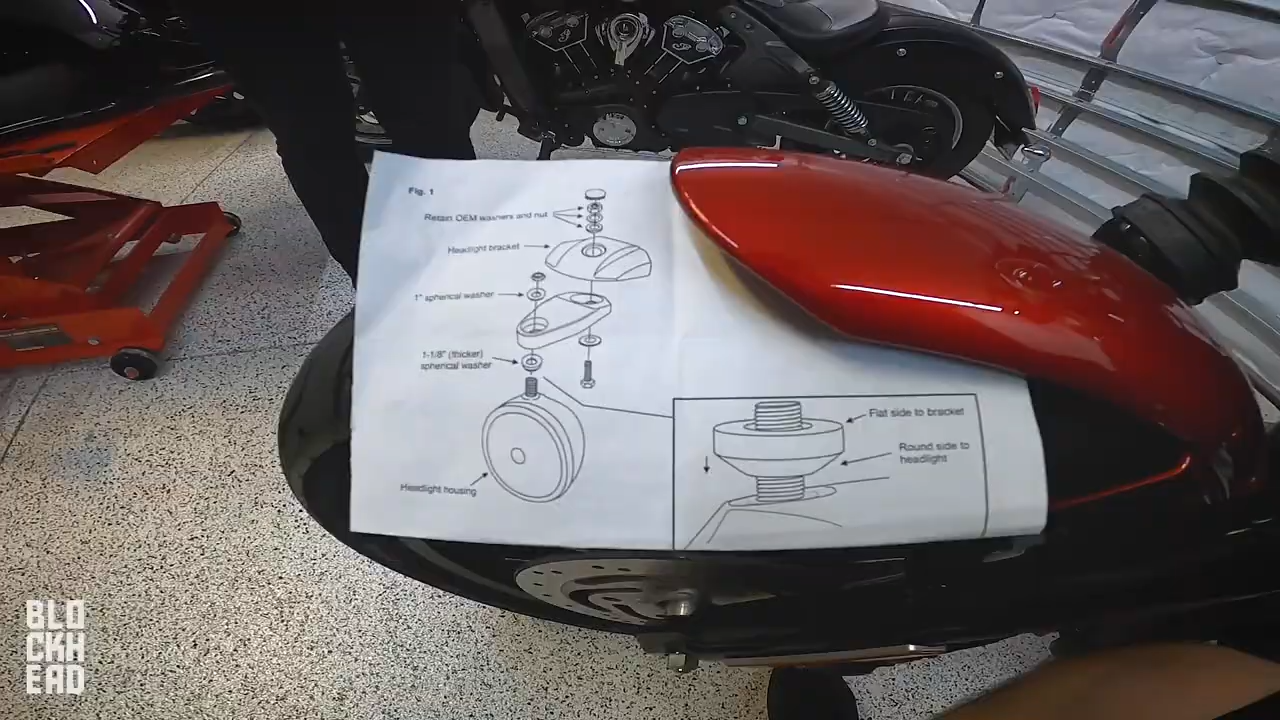 Fig. 1
Retain OEM washers and nut
Headlight bracket
1" spherical washer
1-1/8" (thicker)
spherical washer
Headlight housing
Flat side to bracket
Round side to
headlight
BLO
CKH
EAD